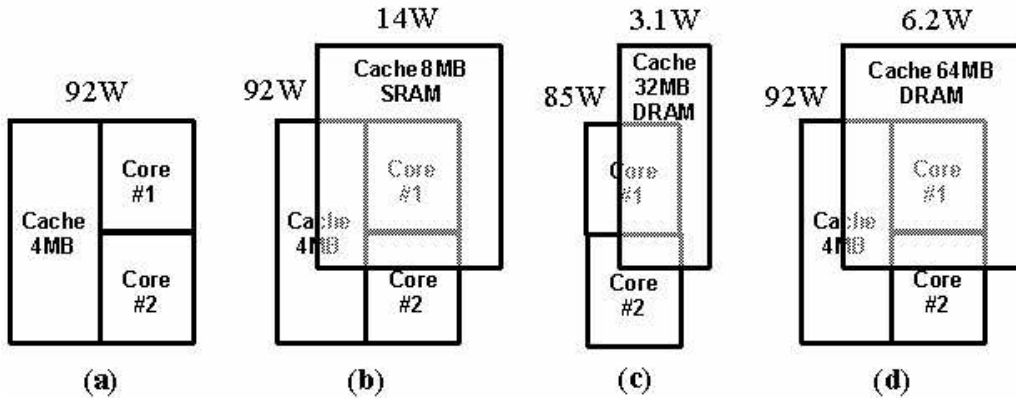 92W
Cache
4MB
Core
#1
Core
#2
(a)
14W
92W
Cache 8MB
SRAM
Cache
4MB
Core
#1
Core
#2
(b)
3.1W
85W
Cache
32MB
DRAM
Core
#1
Core
#2
(c)
6.2W
92W
Cache 64MB
DRAM
Cache
4MB
Core
#1
Core
#2
(d)